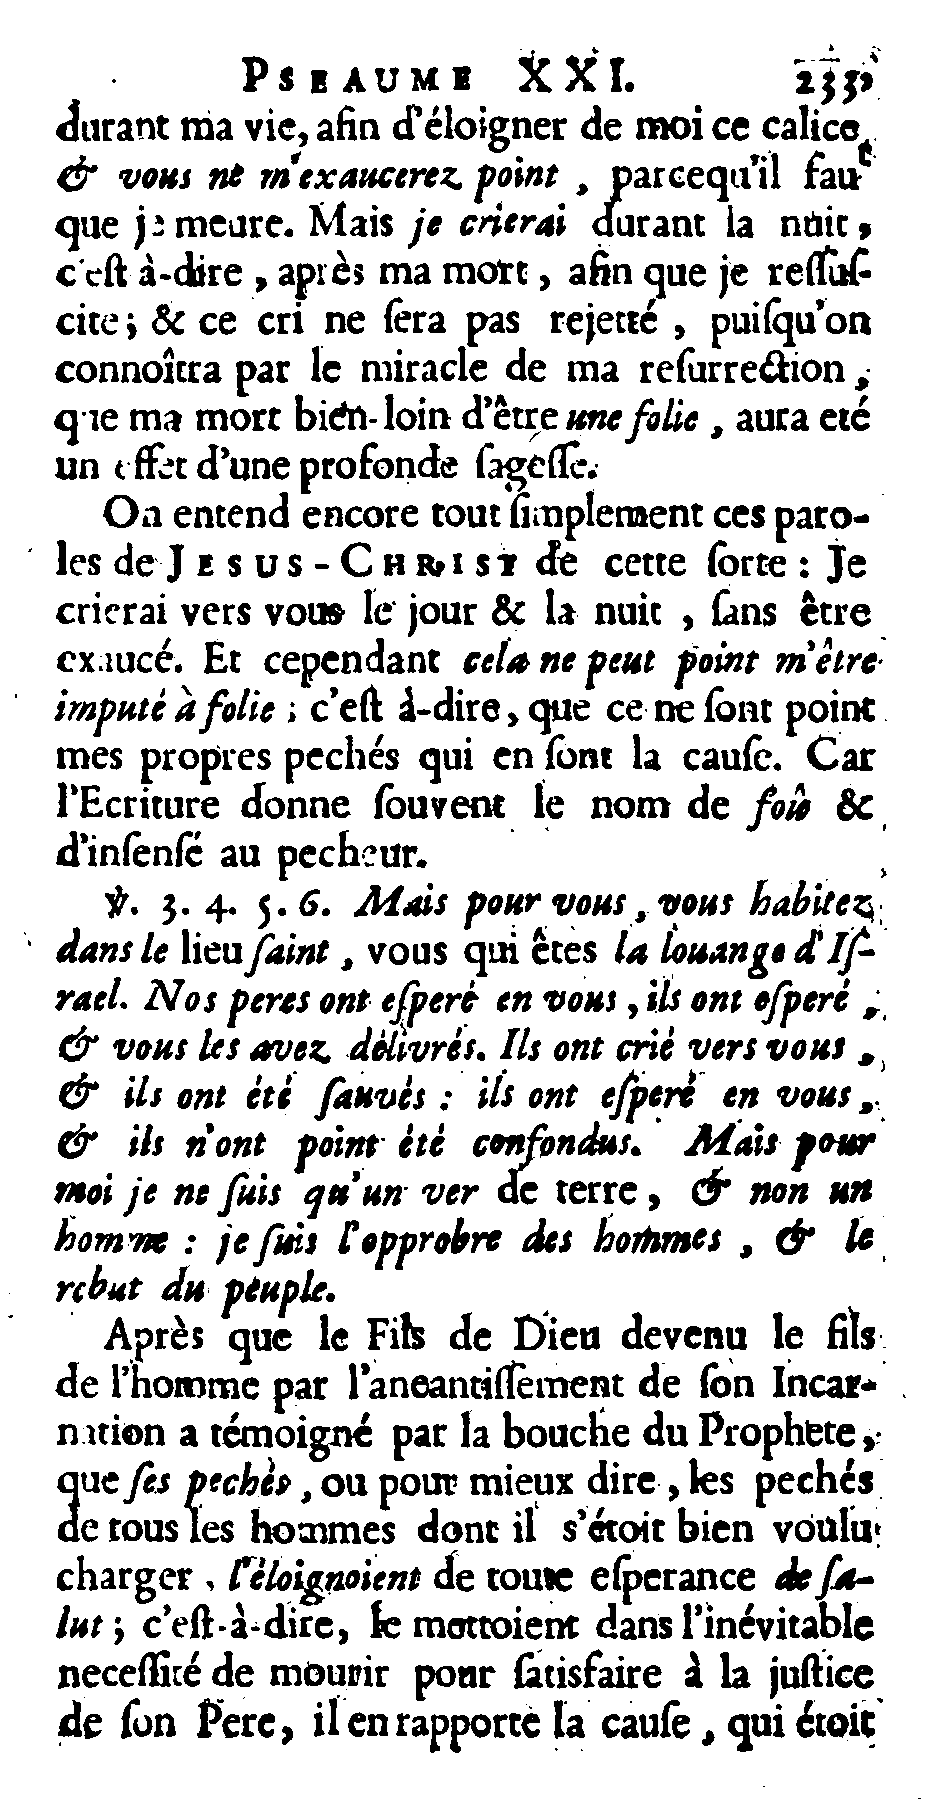 PSEAUME XXI. 233
durant ma vie, afin d'éloigner de moi ce calice
& vous ne m'exaucerez point, parcequ'il faut
que je meure. Mais je crierai durant la nuit,
c'est à-dire, après ma mort, afin que je ressus-
cite; & ce cri ne sera pas rejetté, puisqu'on
connoîtra par le miracle de ma resurrection,
que ma mort bien-loin d'être une folie, aura eté
un effet d'une profonde sagesse.
On entend encore tout simplement ces paro-
les de JESUS-CHRIST de cette sorte : Je
crierai vers vous le jour & la nuit, sans être
exaucé. Et cependant cela ne peut point m'être
imputé à folie; c'est à-dire, que ce ne sont point
mes propres pechés qui en sont la cause. Car
l'Ecriture donne souvent le nom de foû &
d'insensé au pecheur.
℣. 3. 4. 5. 6. Mais pour vous, vous habitez
dans le lieu saint, vous qui êtes la louange d'Is-
rael. Nos peres ont esperé en vous, ils ont esperé,
& vous les avez délivrés. Ils ont crié vers vous,
& ils ont été sauvés : ils ont esperé en vous,
& ils n'ont point été confondus. Mais pour
moi je ne suis qu'un ver de terre, & non un
homme : je suis l'opprobre des hommes, & le
rebut du peuple.
Après que le Fils de Dieu devenu le fils
de l'homme par l'aneantissement de son Incar-
nation a témoigné par la bouche du Prophete,
que ses pechés, ou pour mieux dire, les pechés
de tous les hommes dont il s'étoit bien voulu
charger, l'éloignoient de toute esperance de sa-
lut; c'est-à-dire, le mettoient dans l'inévitable
necessité de mourir pour satisfaire à la justice
de son Pere, il en rapporte la cause, qui étoit